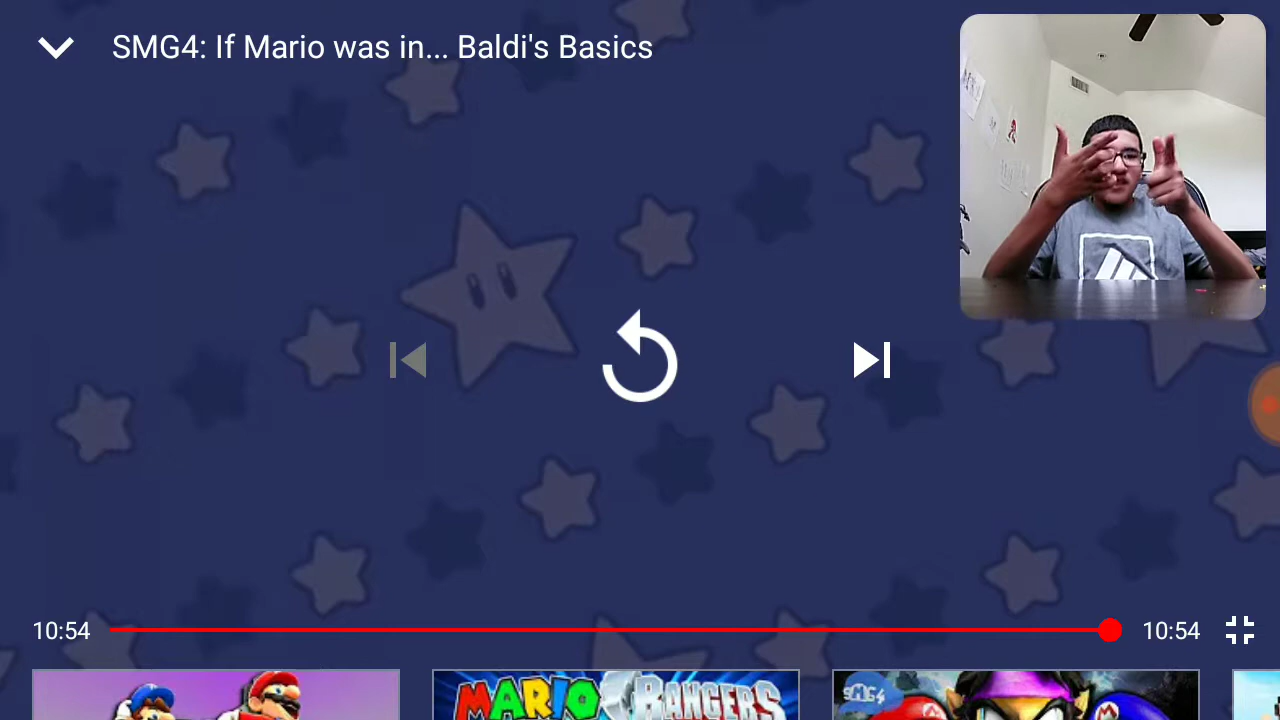 SMG4: If Mario was in... Baldi's Basics
10:54
10:54
MARIO RANGERS
SMG4